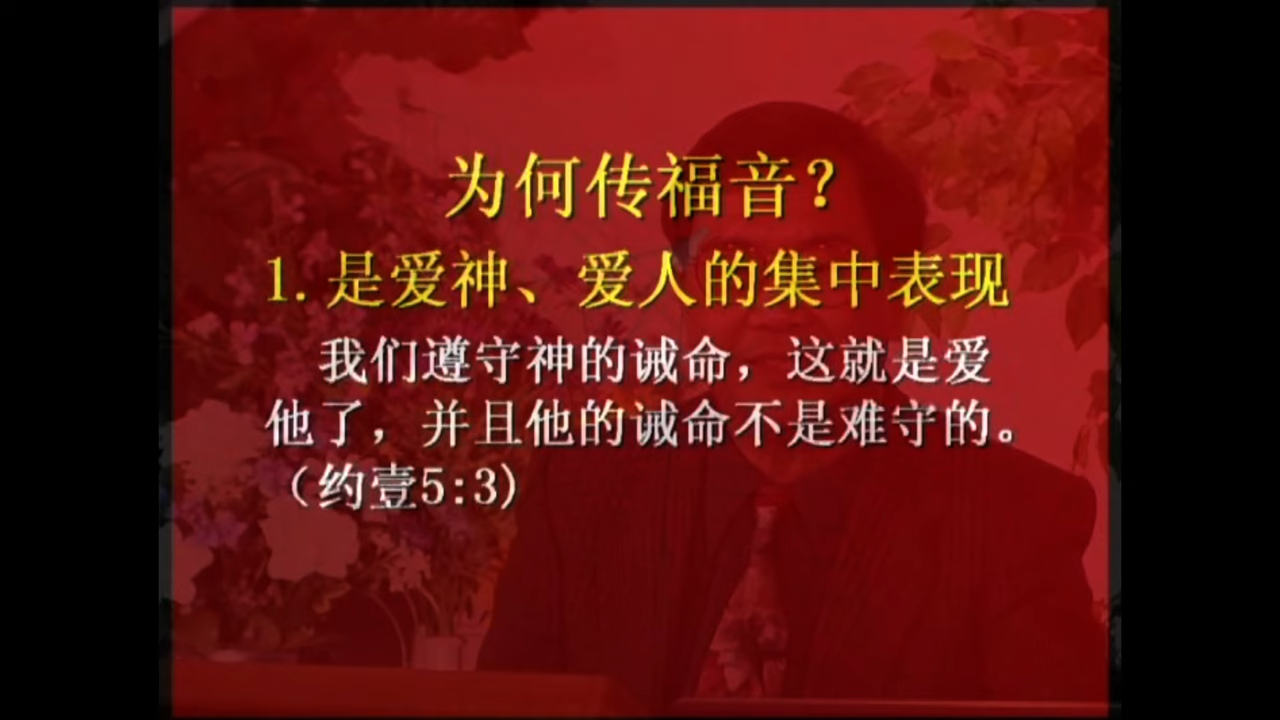 为何传福音？
1.是爱神、爱人的集中表现
我们遵守神的诫命，这就是爱
他了，并且他的诫命不是难守的。
（约壹5:3)